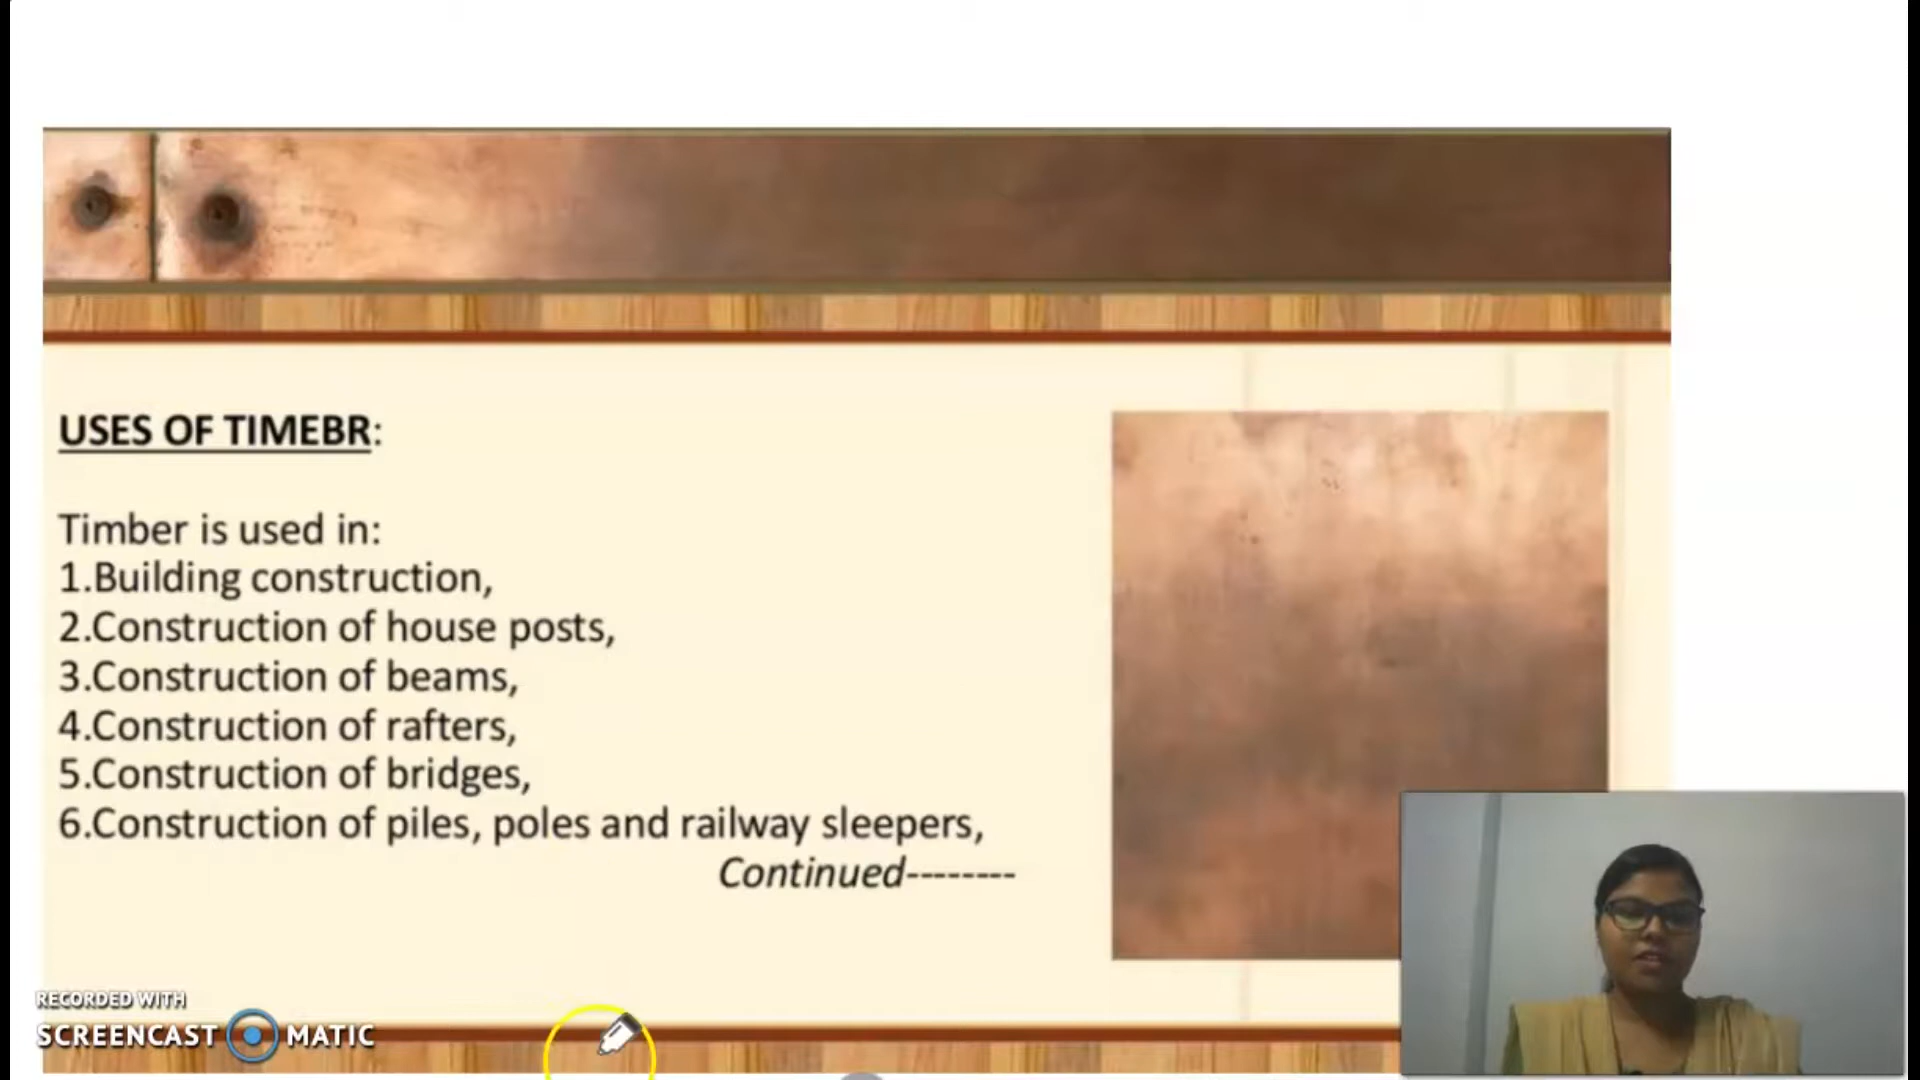 USES OF TIMEBR:
Timber is used in:
1.Building construction,
2.Construction of house posts,
3.Construction of beams,
4.Construction of rafters,
5.Construction of bridges,
6.Construction of piles, poles and railway sleepers,
Continued--------
RECORDED WITH
SCREENCAST MATIC